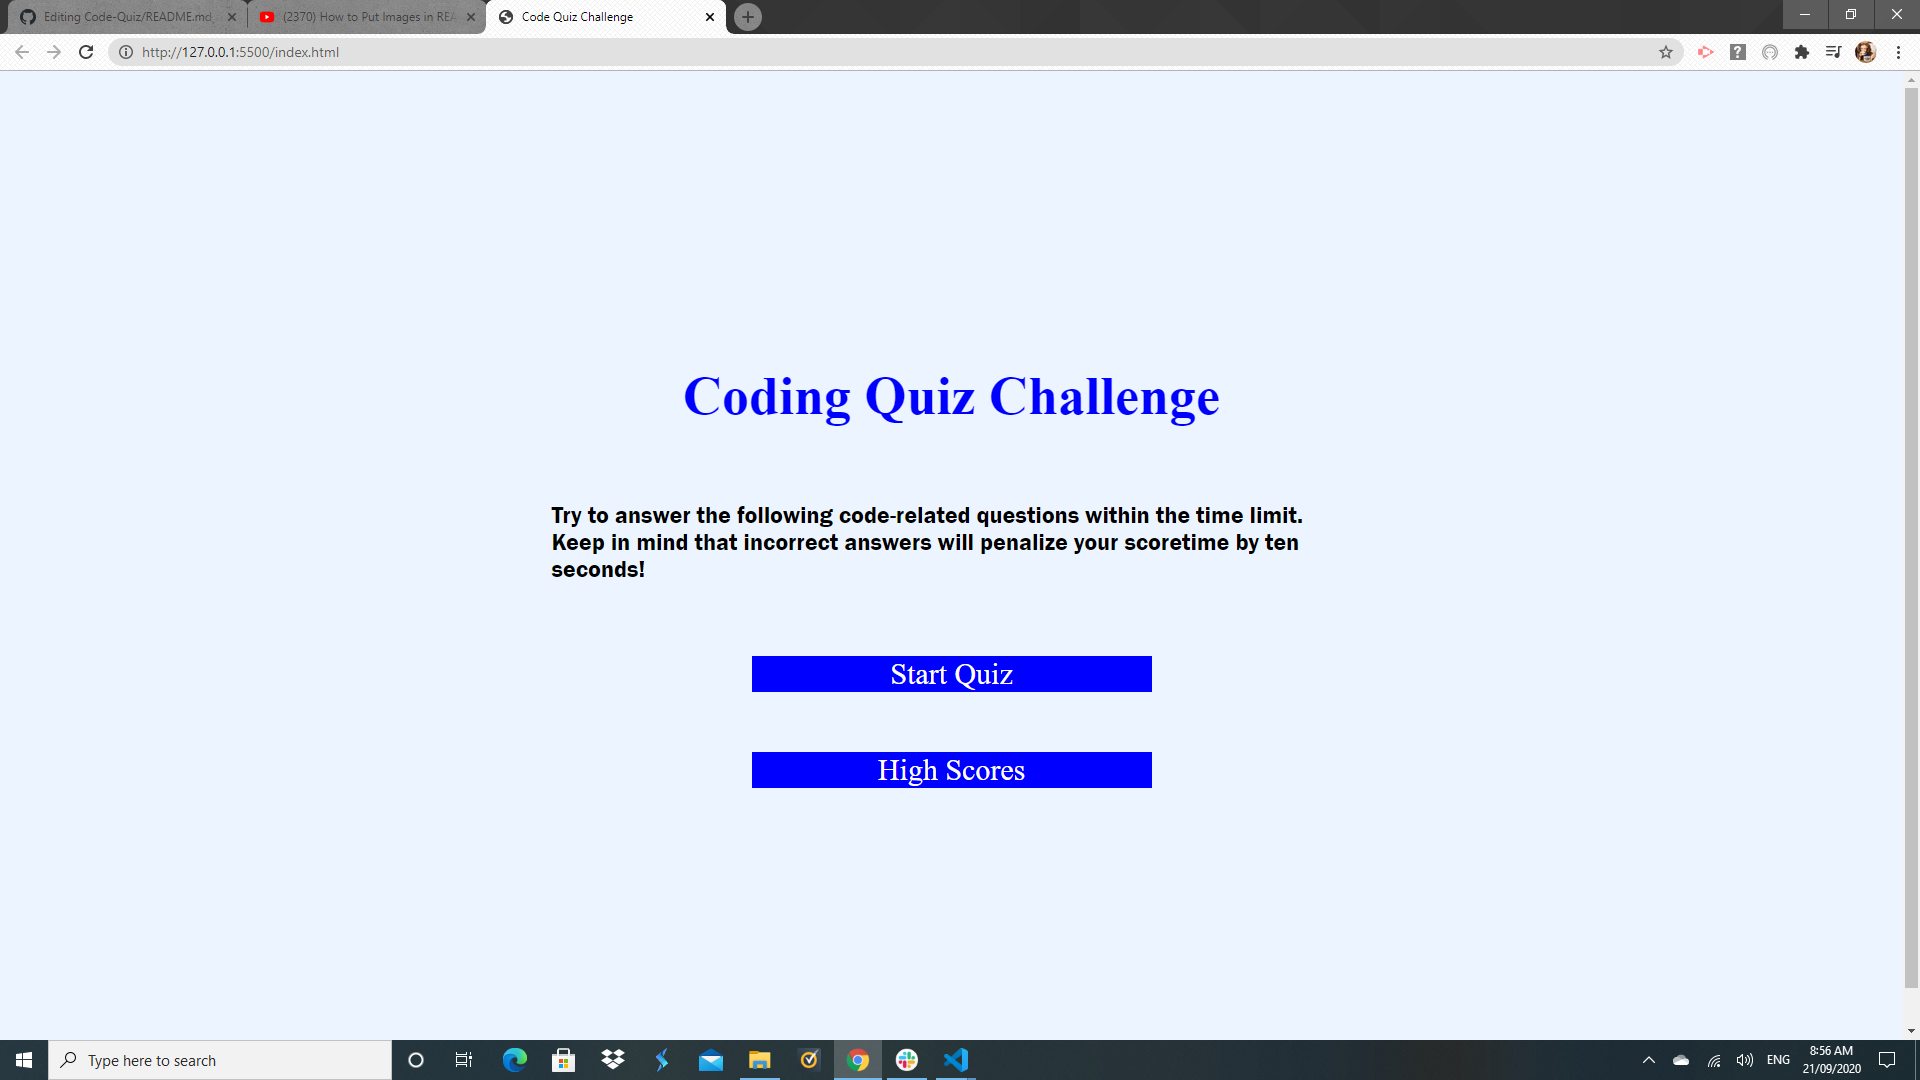 Editing Code-Quiz/README.md
(2370) How to Put Images in REA
Code Quiz Challenge
http://127.0.0.1:5500/index.html
Coding Quiz Challenge
Try to answer the following code-related questions within the time limit.
Keep in mind that incorrect answers will penalize your scoretime by ten
seconds!
Start Quiz
High Scores
Type here to search
ENG
8:56 AM
21/09/2020